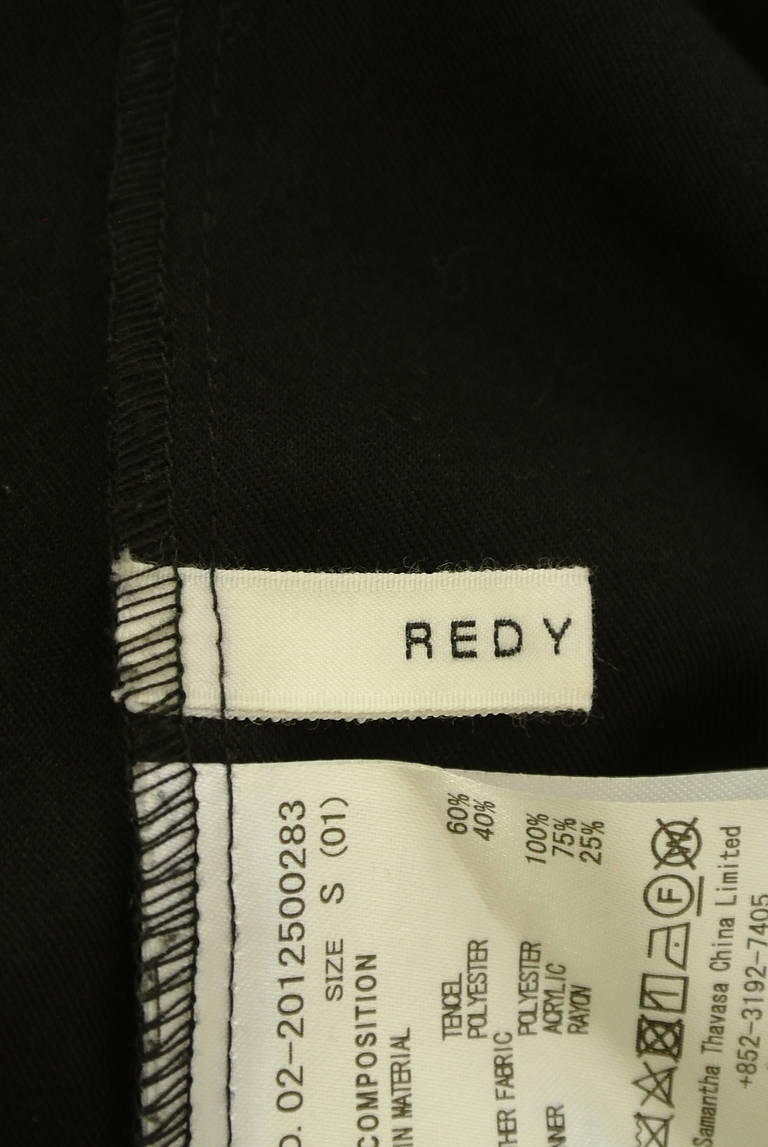 REDY
O. 02-2012500283
SIZE S (01)
COMPOSITION
IN MATERIAL
TENCEL 60%
POLYESTER 40%
HER FABRIC
POLYESTER 100%
NNER ACRYLIC 75%
RAYON 25%
Samantha Thavasa China Limited
+852-3192-7405